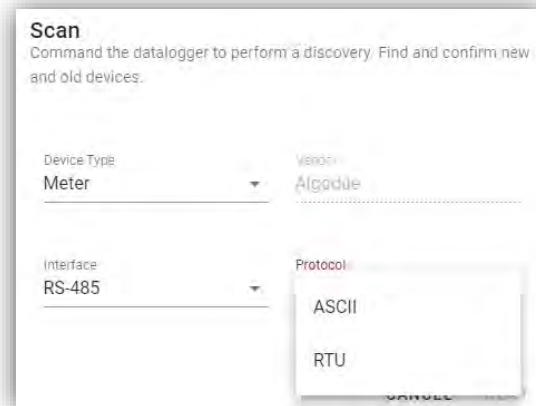 Scan
Command the datalogger to perform a discovery. Find and confirm new
and old devices.
Device Type
Vendor
Meter
Algodue
Interface
Protocol
RS-485
ASCII
RTU